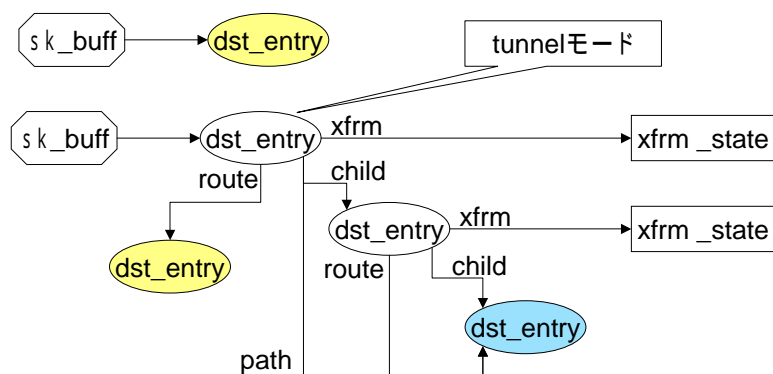 ｓｋ_buff
dst_entry
tunnelモード
ｓｋ_buff
dst_entry
xfrm
xfrm _state
route
child
dst_entry
xfrm
xfrm _state
dst_entry
route
child
dst_entry
path